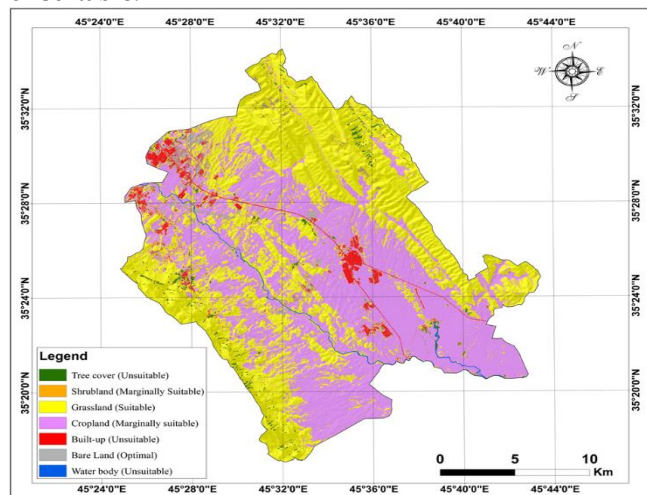 45°24'0"E 45°28'0"E 45°32'0"E 45°36'0"E 45°40'0"E 45°44'0"E
N
W E
S
35°32'0"N 35°32'0"N
35°28'0"N 35°28'0"N
35°24'0"N 35°24'0"N
35°20'0"N 35°20'0"N
Legend
Tree cover (Unsuitable)
Shrubland (Marginally Suitable)
Grassland (Suitable)
Cropland (Marginally suitable)
Built-up (Unsuitable)
Bare Land (Optimal)
Water body (Unsuitable)
0 5 10
Km
45°24'0"E 45°28'0"E 45°32'0"E 45°36'0"E 45°40'0"E 45°44'0"E